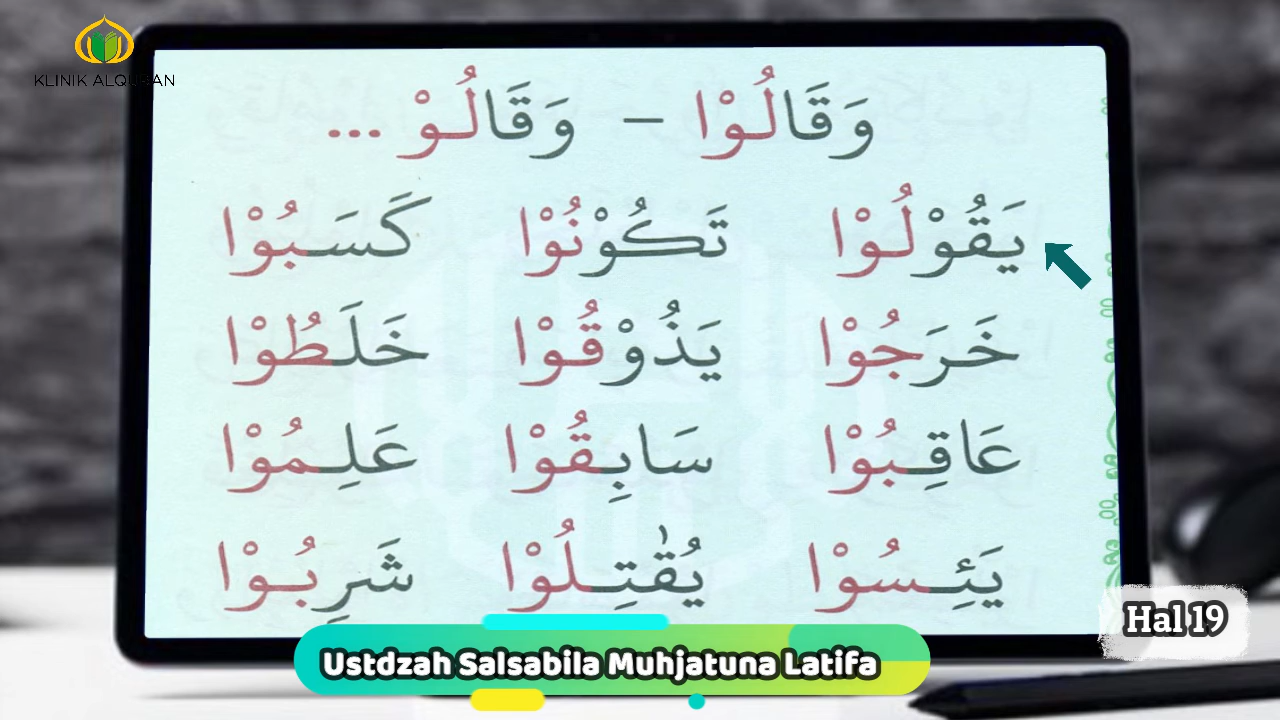 KLINIK ALQURAN
وَقَالُوْا – وَقَالُوْ ...
يَقُوْلُوْا تَكُوْنُوْا كَسَبُوْا
خَرَجُوْا يَذُوْقُوْا خَلَطُوْا
عَاقِبُوْا سَابِقُوْا عَلِمُوْا
يَئِسُوْا يُقٰتِلُوْا شَرِبُوْا
Hal 19
Ustdzah Salsabila Muhjatuna Latifa